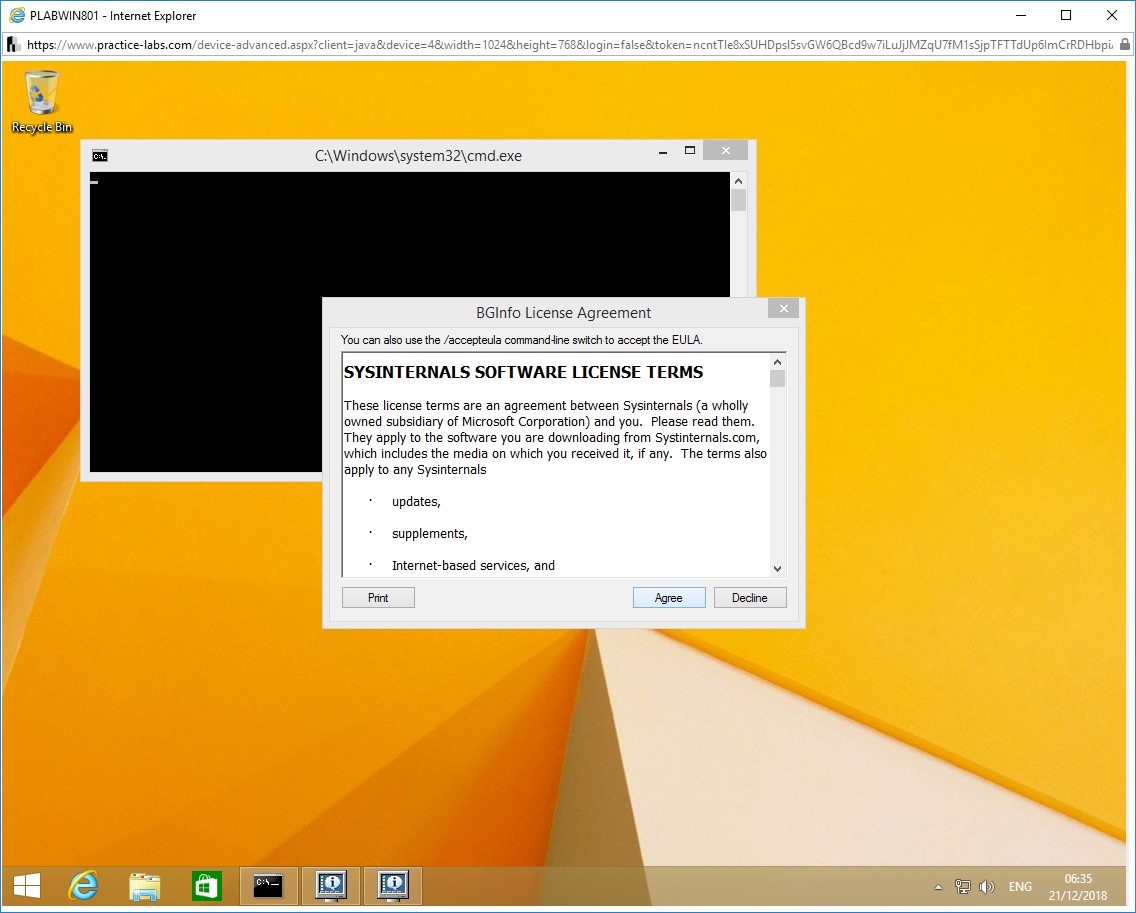 PLABWIN801 - Internet Explorer
https://www.practice-labs.com/device-advanced.aspx?client=java&device=4&width=1024&height=768&login=false&token=
Recycle Bin
C:\Windows\system32\cmd.exe
BGInfo License Agreement
You can also use the /accepteula command-line switch to accept the EULA.
SYSINTERNALS SOFTWARE LICENSE TERMS
These license terms are an agreement between Sysinternals (a wholly
owned subsidiary of Microsoft Corporation) and you.  Please read them.
They apply to the software you are downloading from Systinternals.com,
which includes the media on which you received it, if any.  The terms also
apply to any Sysinternals
· updates,
· supplements,
· Internet-based services, and
Print
Agree
Decline
ENG
06:35
21/12/2018